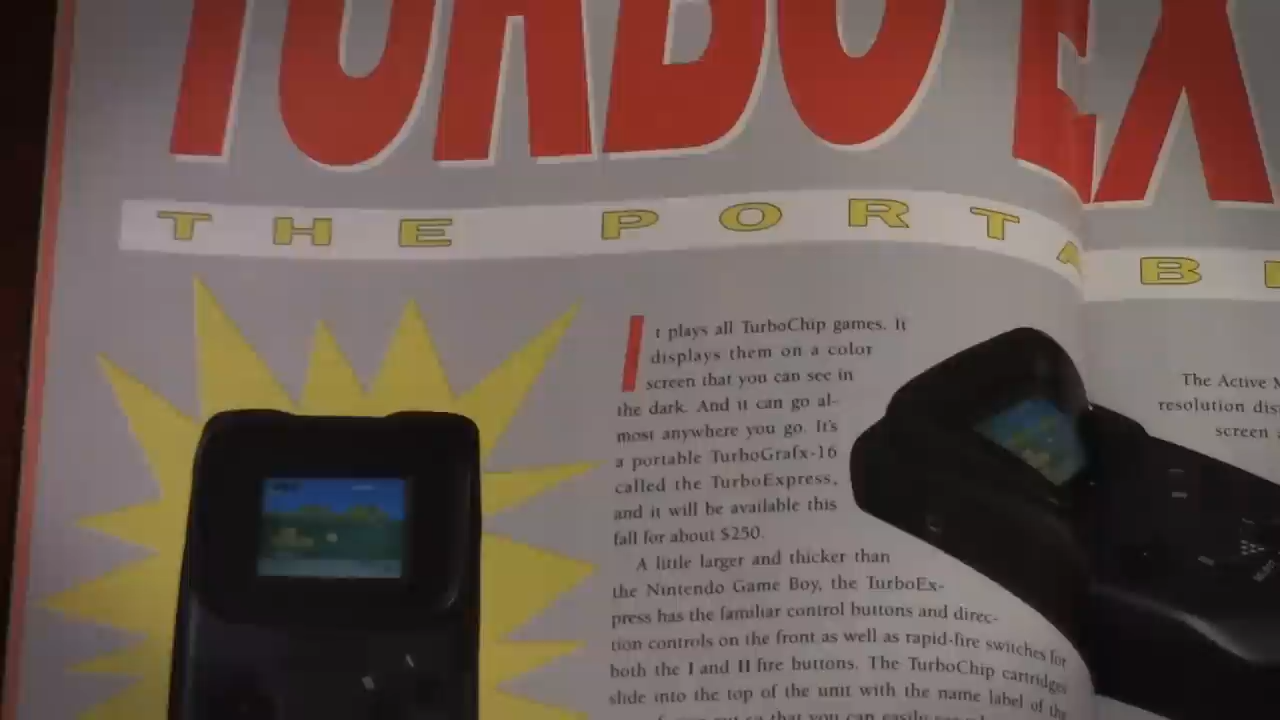 TURBO EX
THE PORTAB
It plays all TurboChip games. It
displays them on a color
screen that you can see in
the dark. And it can go al-
most anywhere you go. It's
a portable TurboGrafx-16
called the TurboExpress,
and it will be available this
fall for about $250.
A little larger and thicker than
the Nintendo Game Boy, the TurboEx-
press has the familiar control buttons and direc-
tion controls on the front as well as rapid-fire switches for
both the I and II fire buttons. The TurboChip cartridges
slide into the top of the unit with the name label of the
so that you can easily
The Active
resolution
screen